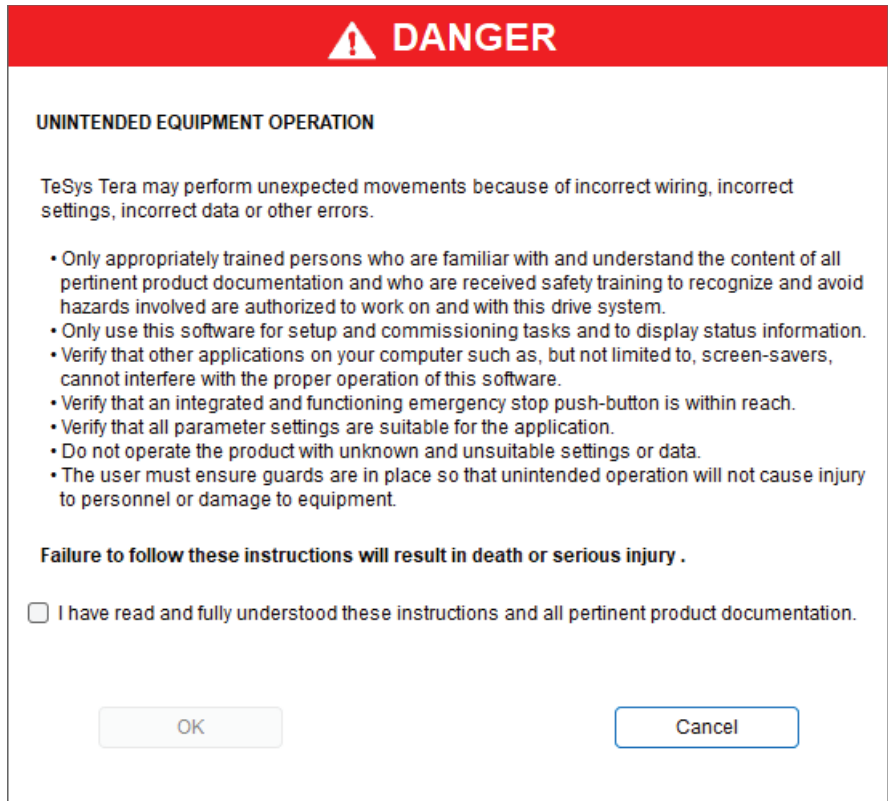 DANGER
UNINTENDED EQUIPMENT OPERATION
TeSys Tera may perform unexpected movements because of incorrect wiring, incorrect
settings, incorrect data or other errors.
• Only appropriately trained persons who are familiar with and understand the content of all
pertinent product documentation and who are received safety training to recognize and avoid
hazards involved are authorized to work on and with this drive system.
• Only use this software for setup and commissioning tasks and to display status information.
• Verify that other applications on your computer such as, but not limited to, screen-savers,
cannot interfere with the proper operation of this software.
• Verify that an integrated and functioning emergency stop push-button is within reach.
• Verify that all parameter settings are suitable for the application.
• Do not operate the product with unknown and unsuitable settings or data.
• The user must ensure guards are in place so that unintended operation will not cause injury
to personnel or damage to equipment.
Failure to follow these instructions will result in death or serious injury .
I have read and fully understood these instructions and all pertinent product documentation.
OK
Cancel